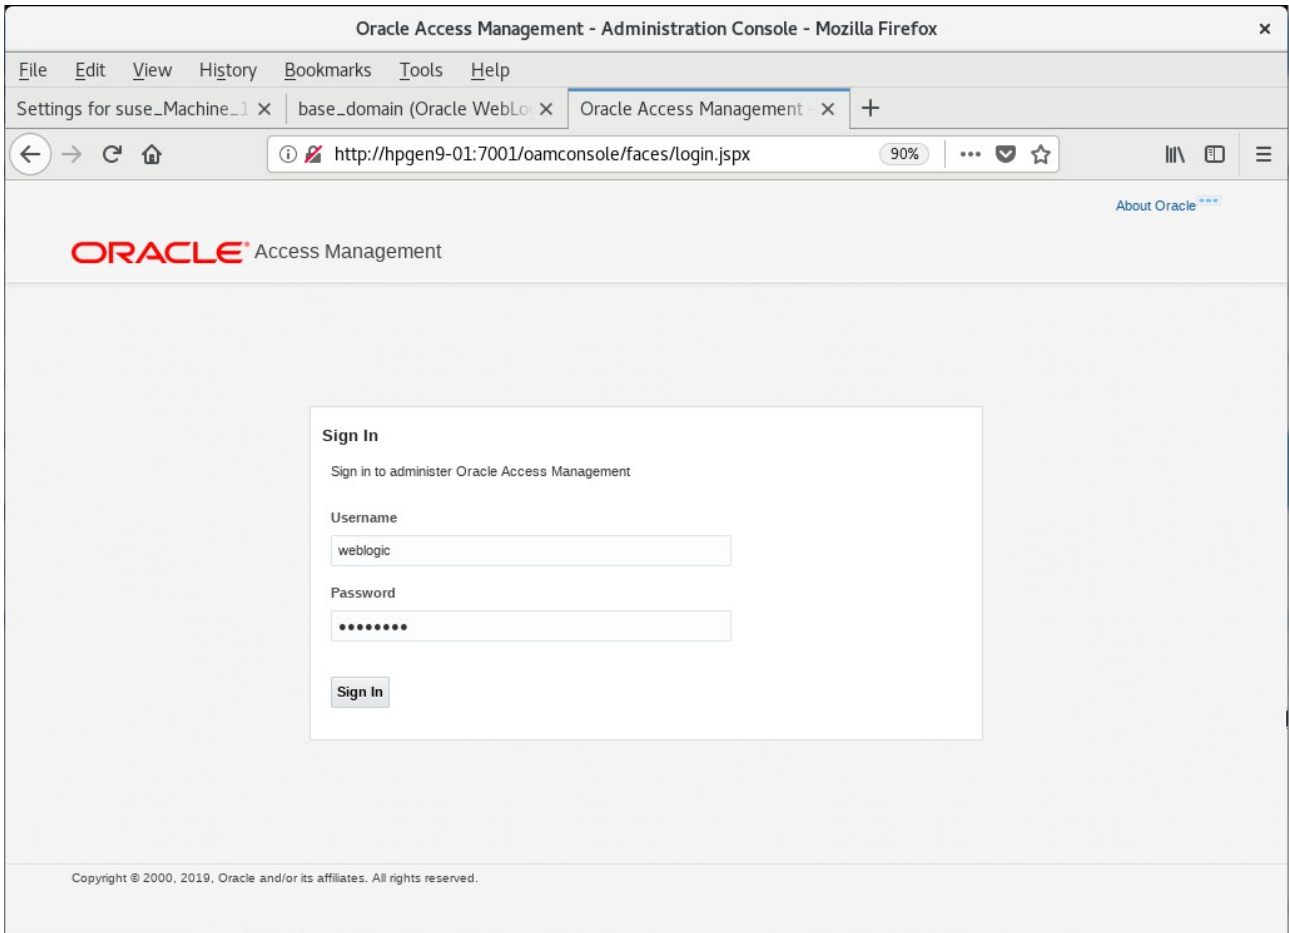 Oracle Access Management - Administration Console - Mozilla Firefox
File Edit View History Bookmarks Tools Help
Settings for suse_Machine_1 base_domain (Oracle WebLo Oracle Access Management -
http://hpgen9-01:7001/oamconsole/faces/login.jspx 90%
About Oracle
ORACLE® Access Management
Sign In
Sign in to administer Oracle Access Management
Username
weblogic
Password
••••••••
Sign In
Copyright © 2000, 2019, Oracle and/or its affiliates. All rights reserved.